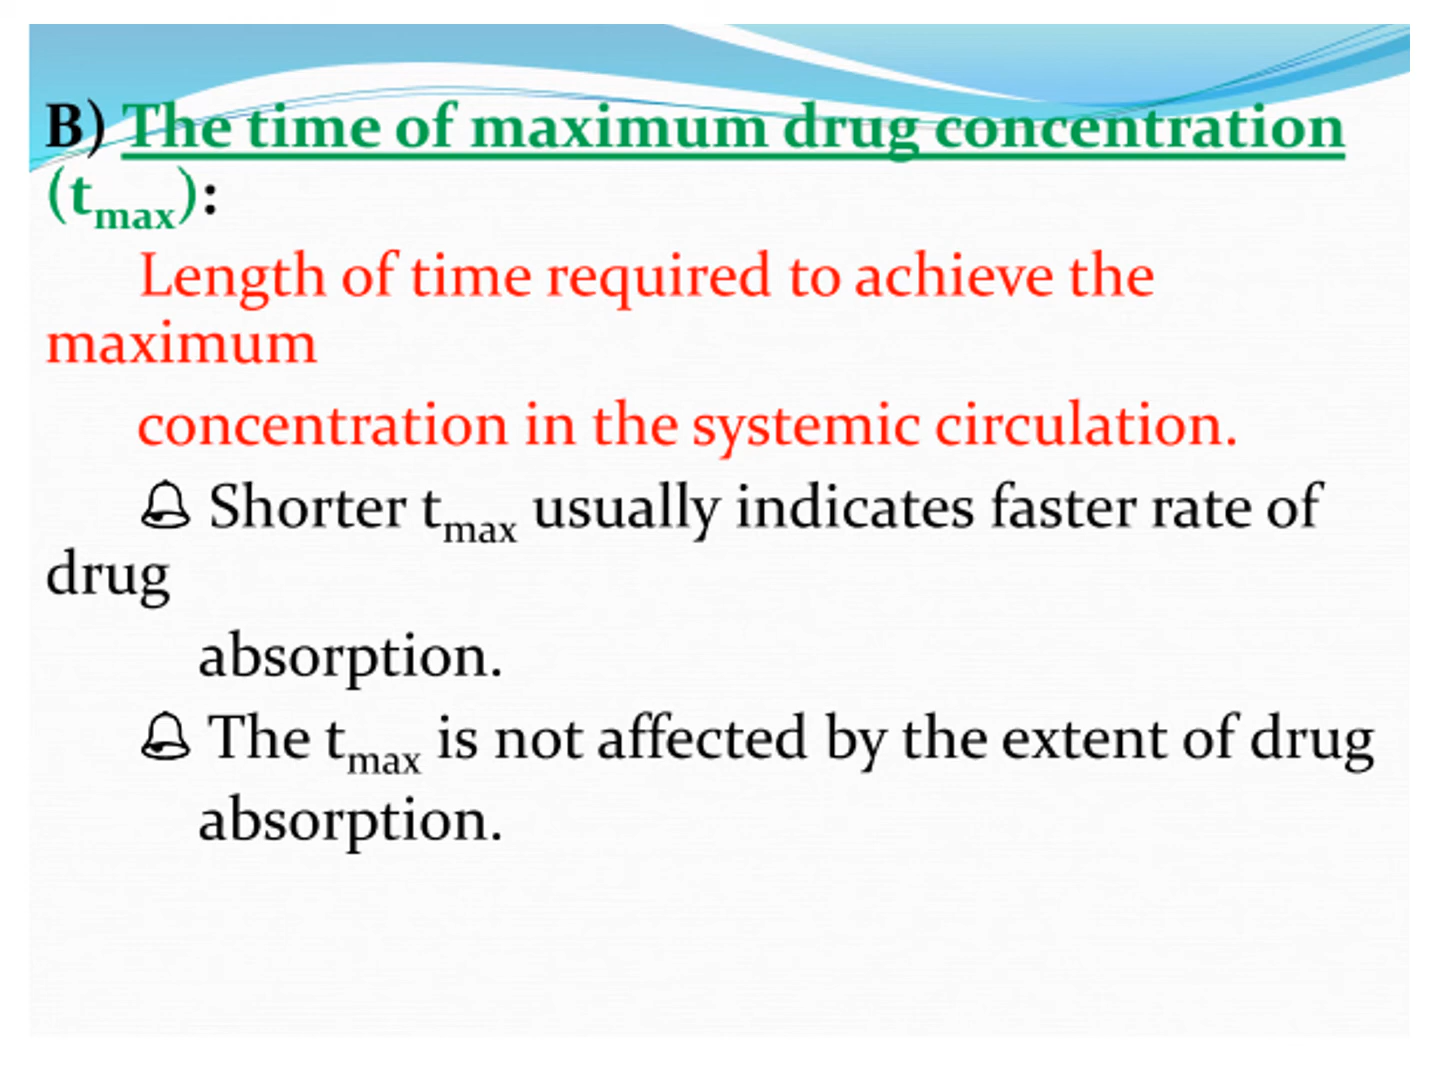 B) The time of maximum drug concentration
(tmax):
Length of time required to achieve the
maximum
concentration in the systemic circulation.
🔔 Shorter tmax usually indicates faster rate of
drug
absorption.
🔔 The tmax is not affected by the extent of drug
absorption.